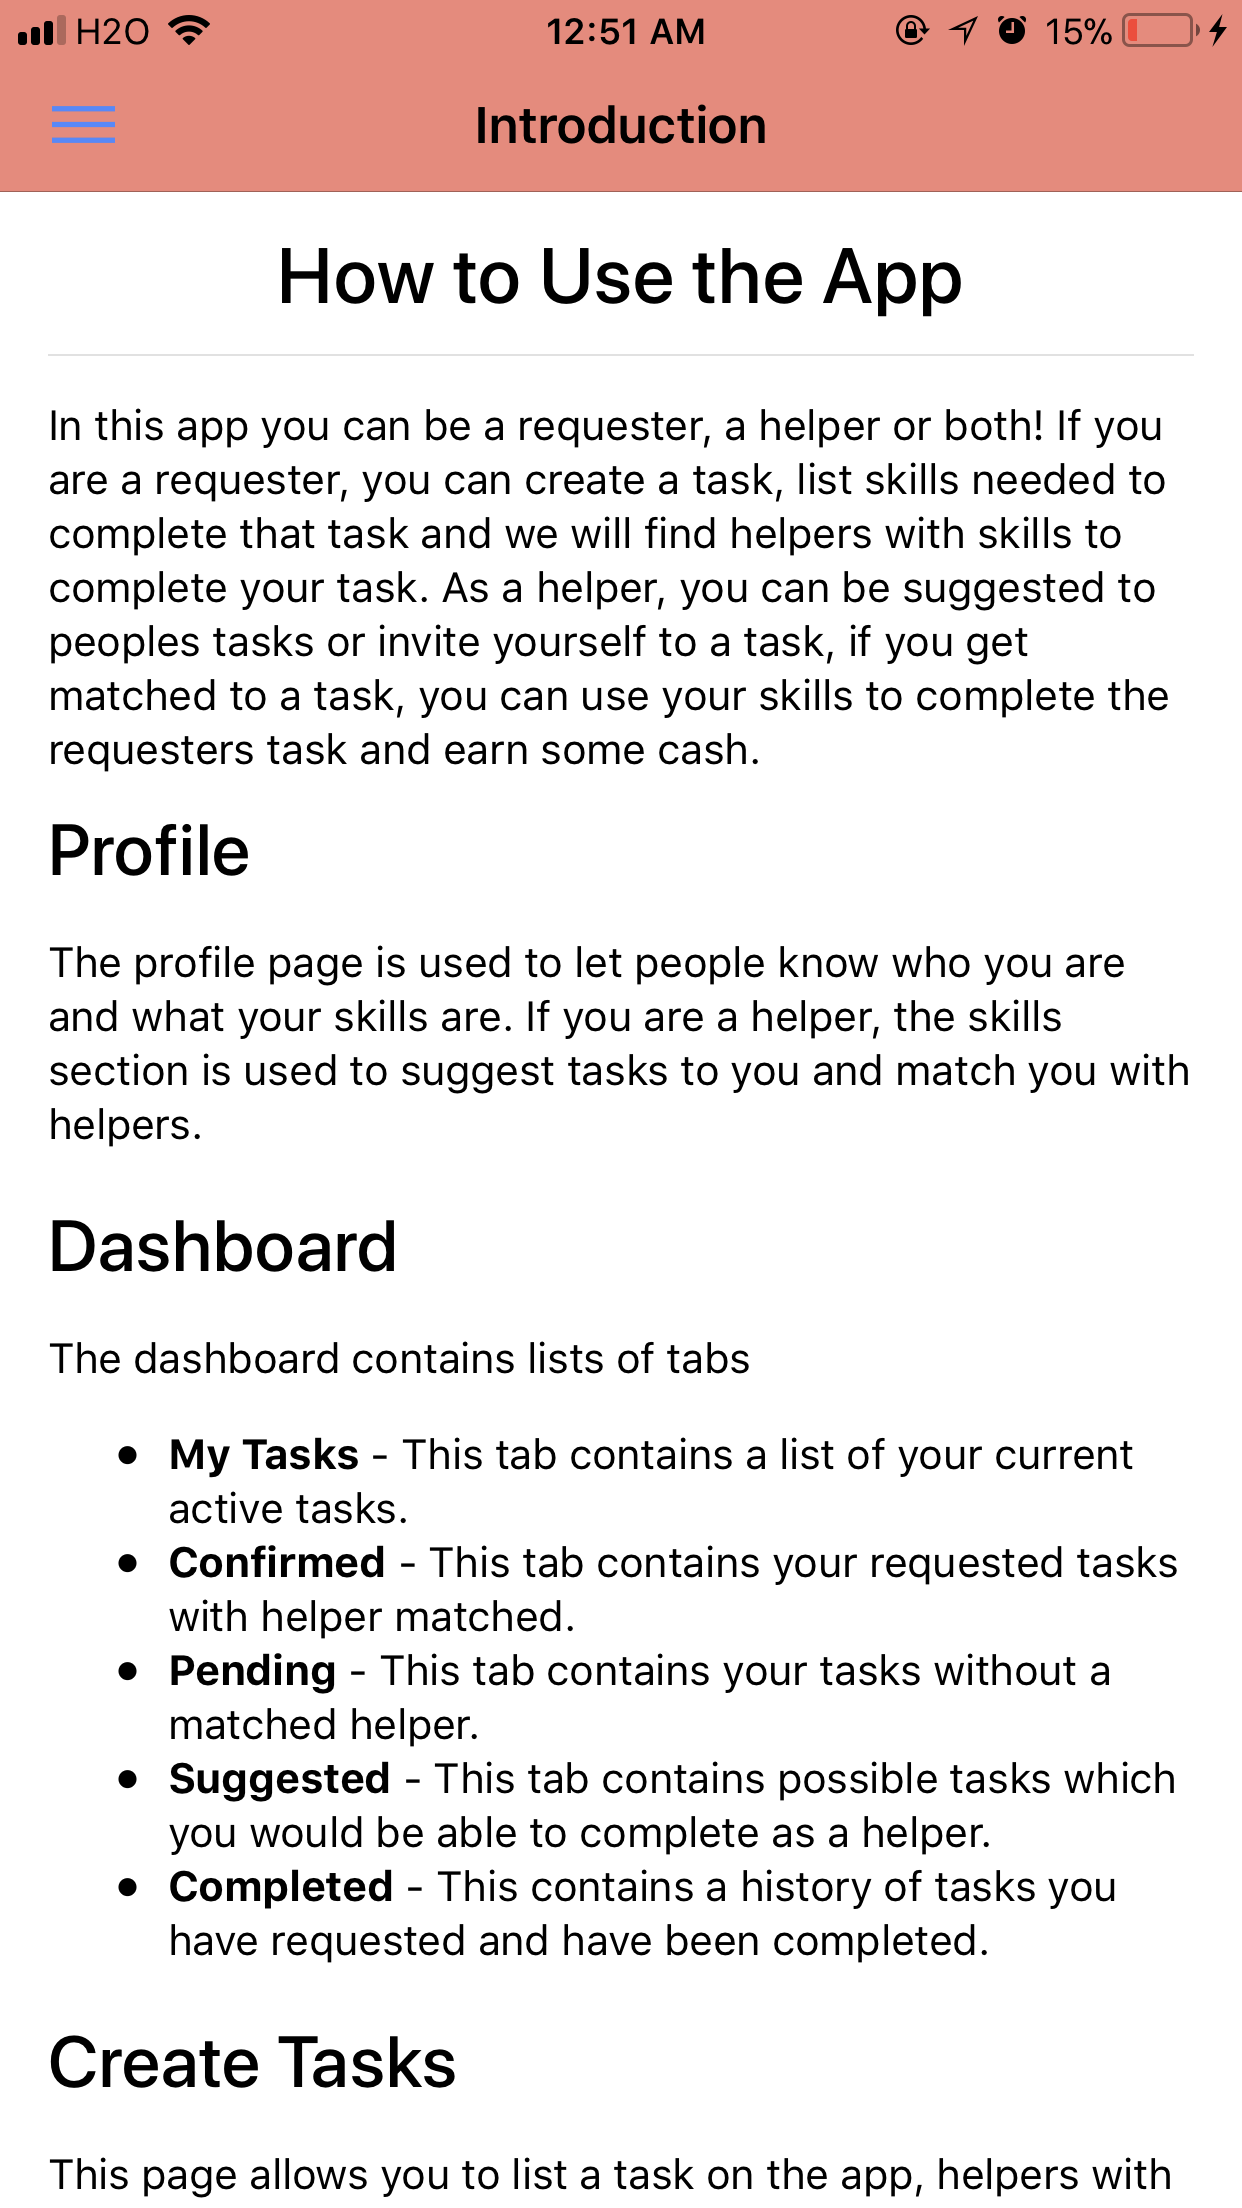 H2O 12:51 AM 15%
Introduction
How to Use the App
In this app you can be a requester, a helper or both! If you
are a requester, you can create a task, list skills needed to
complete that task and we will find helpers with skills to
complete your task. As a helper, you can be suggested to
peoples tasks or invite yourself to a task, if you get
matched to a task, you can use your skills to complete the
requesters task and earn some cash.
Profile
The profile page is used to let people know who you are
and what your skills are. If you are a helper, the skills
section is used to suggest tasks to you and match you with
helpers.
Dashboard
The dashboard contains lists of tabs
● My Tasks - This tab contains a list of your current
active tasks.
● Confirmed - This tab contains your requested tasks
with helper matched.
● Pending - This tab contains your tasks without a
matched helper.
● Suggested - This tab contains possible tasks which
you would be able to complete as a helper.
● Completed - This contains a history of tasks you
have requested and have been completed.
Create Tasks
This page allows you to list a task on the app, helpers with